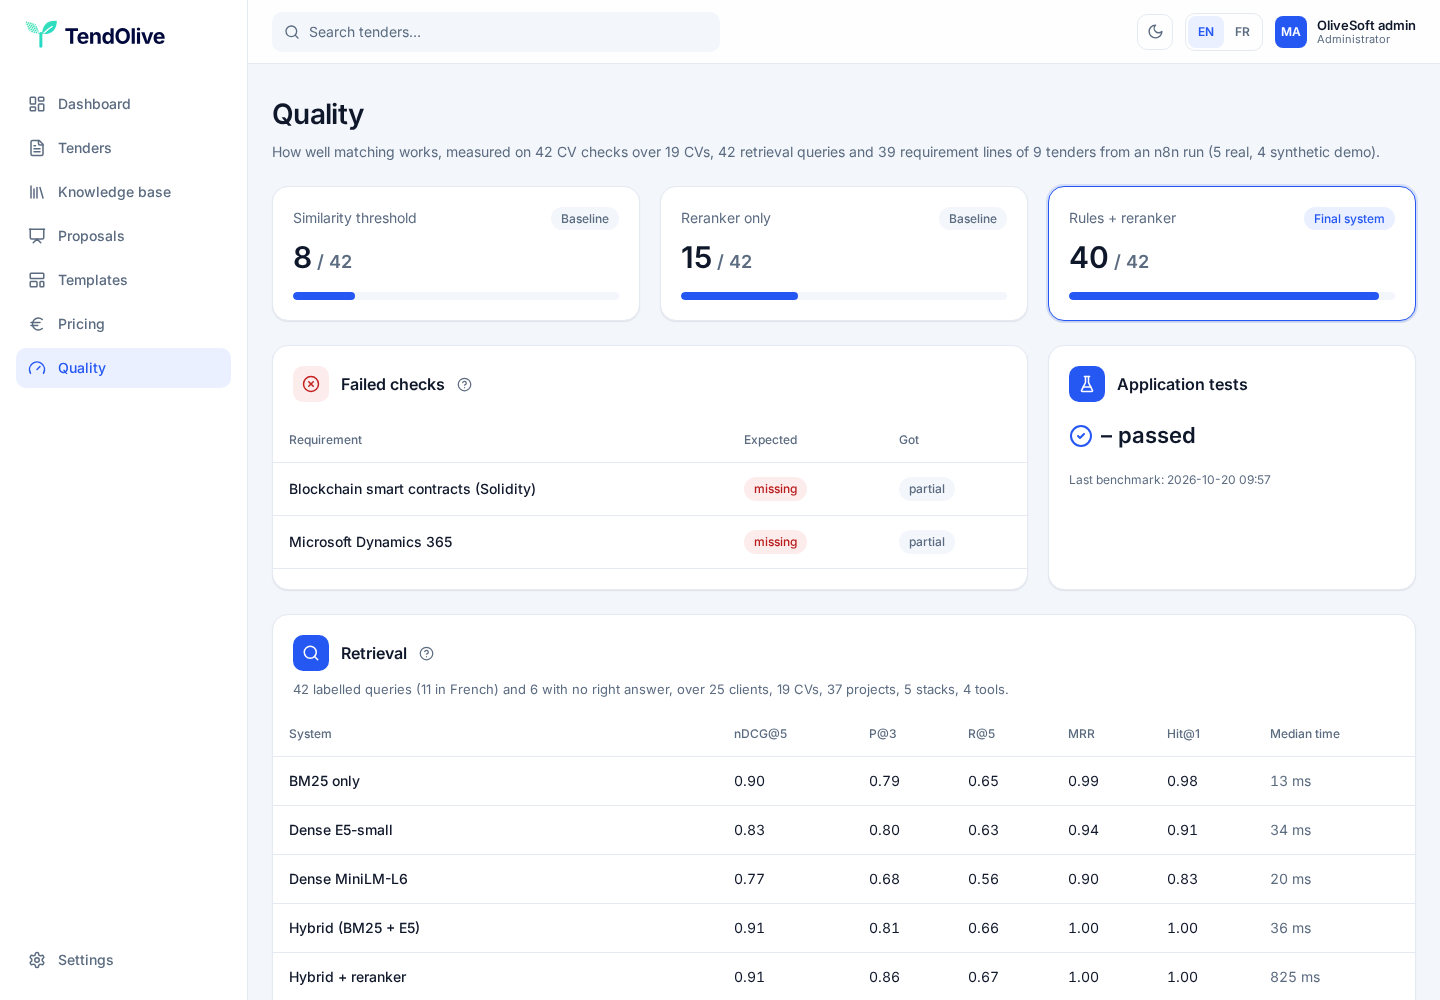 TendOlive
Search tenders...
EN
FR
MA
OliveSoft admin
Administrator
Dashboard
Tenders
Knowledge base
Proposals
Templates
Pricing
Quality
Settings
Quality
How well matching works, measured on 42 CV checks over 19 CVs, 42 retrieval queries and 39 requirement lines of 9 tenders from an n8n run (5 real, 4 synthetic demo).
Similarity threshold
Baseline
8 / 42
Reranker only
Baseline
15 / 42
Rules + reranker
Final system
40 / 42
Failed checks
Requirement Expected Got
Blockchain smart contracts (Solidity) missing partial
Microsoft Dynamics 365 missing partial
Application tests
– passed
Last benchmark: 2026-10-20 09:57
Retrieval
42 labelled queries (11 in French) and 6 with no right answer, over 25 clients, 19 CVs, 37 projects, 5 stacks, 4 tools.
System nDCG@5 P@3 R@5 MRR Hit@1 Median time
BM25 only 0.90 0.79 0.65 0.99 0.98 13 ms
Dense E5-small 0.83 0.80 0.63 0.94 0.91 34 ms
Dense MiniLM-L6 0.77 0.68 0.56 0.90 0.83 20 ms
Hybrid (BM25 + E5) 0.91 0.81 0.66 1.00 1.00 36 ms
Hybrid + reranker 0.91 0.86 0.67 1.00 1.00 825 ms